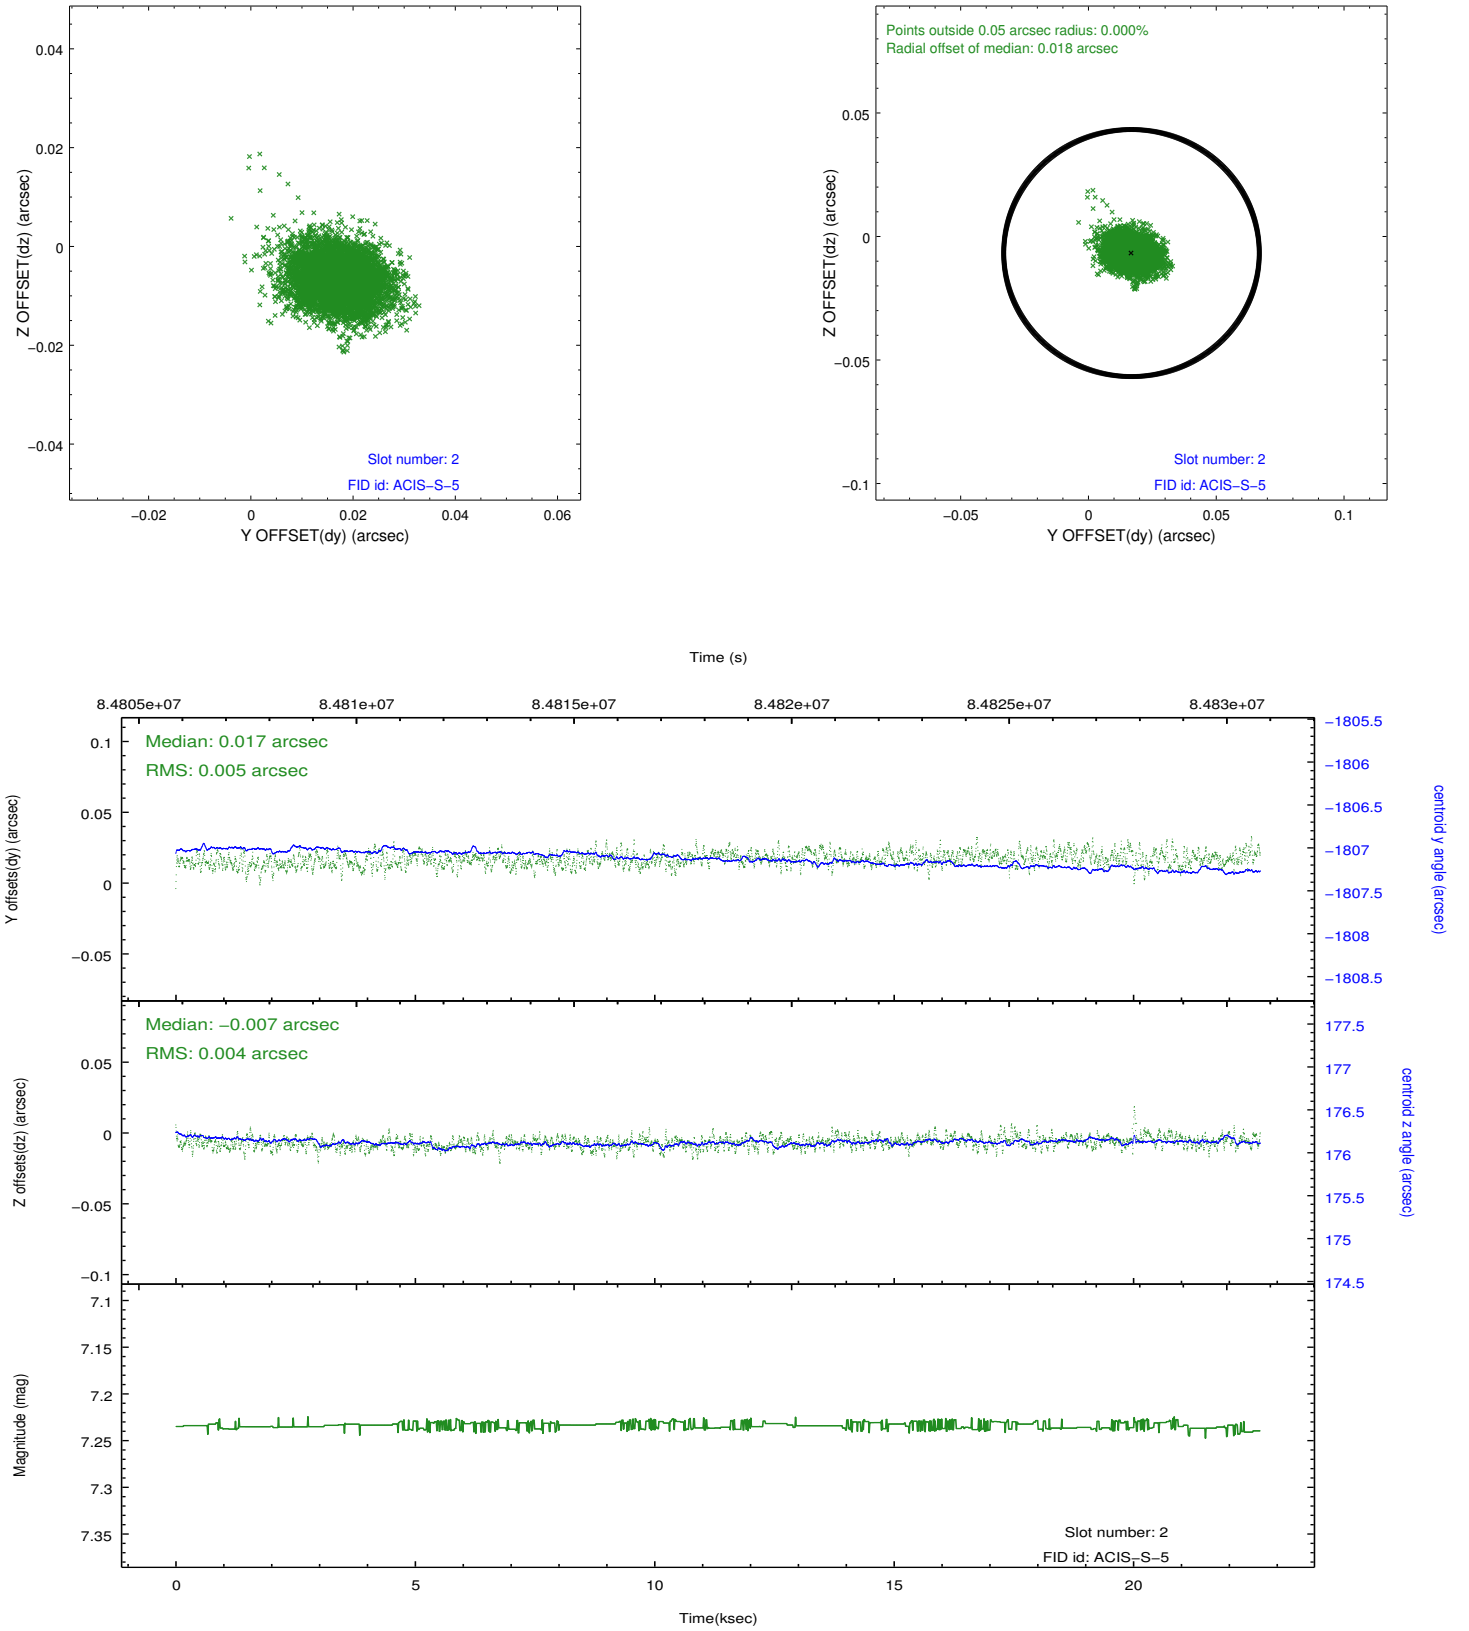 0.04
0.02
0
−0.02
−0.04
Z OFFSET(dz) (arcsec)
Slot number: 2
FID id: ACIS−S−5
−0.02
0
0.02
0.04
0.06
Y OFFSET(dy) (arcsec)
Points outside 0.05 arcsec radius: 0.000%
Radial offset of median: 0.018 arcsec
0.05
0
−0.05
−0.1
Z OFFSET(dz) (arcsec)
Slot number: 2
FID id: ACIS−S−5
−0.05
0
0.05
0.1
Y OFFSET(dy) (arcsec)
Time (s)
8.4805e+07
8.481e+07
8.4815e+07
8.482e+07
8.4825e+07
8.483e+07
Median: 0.017 arcsec
RMS: 0.005 arcsec
0.1
0.05
0
−0.05
Y offsets(dy) (arcsec)
−1805.5
−1806
−1806.5
−1807
−1807.5
−1808
−1808.5
centroid y angle (arcsec)
Median: −0.007 arcsec
RMS: 0.004 arcsec
0.05
0
−0.05
−0.1
Z offsets(dz) (arcsec)
177.5
177
176.5
176
175.5
175
174.5
centroid z angle (arcsec)
7.1
7.15
7.2
7.25
7.3
7.35
Magnitude (mag)
Slot number: 2
FID id: ACIS−S−5
0
5
10
15
20
Time(ksec)